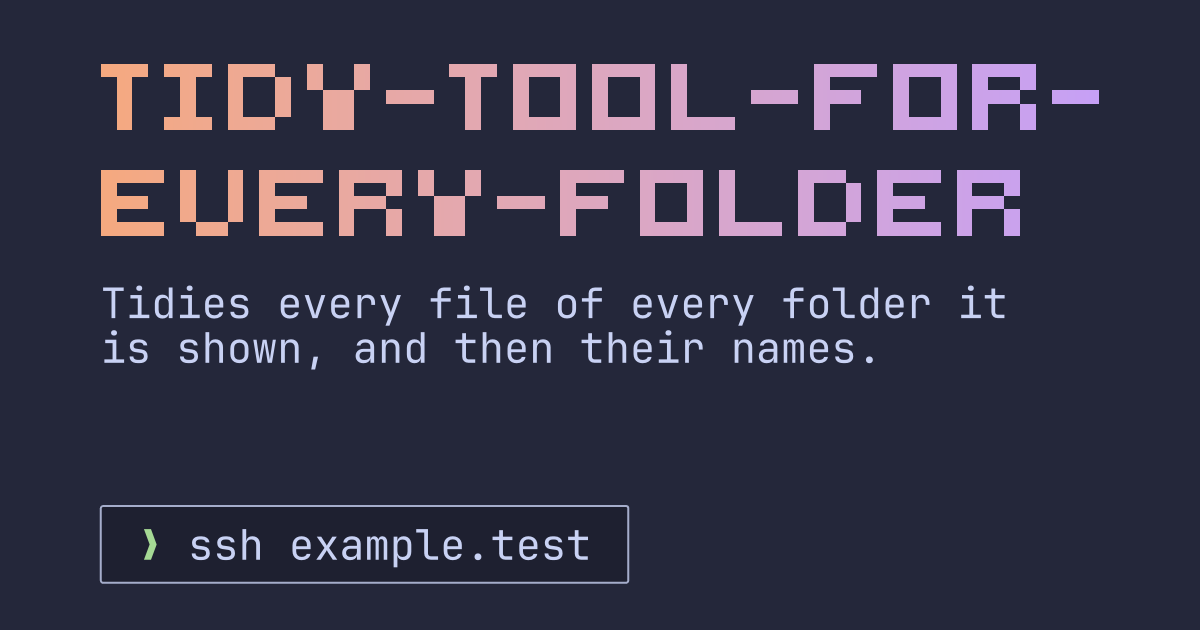 TIDY-TOOL-FOR-
EVERY-FOLDER
Tidies every file of every folder it
is shown, and then their names.
❯ ssh example.test